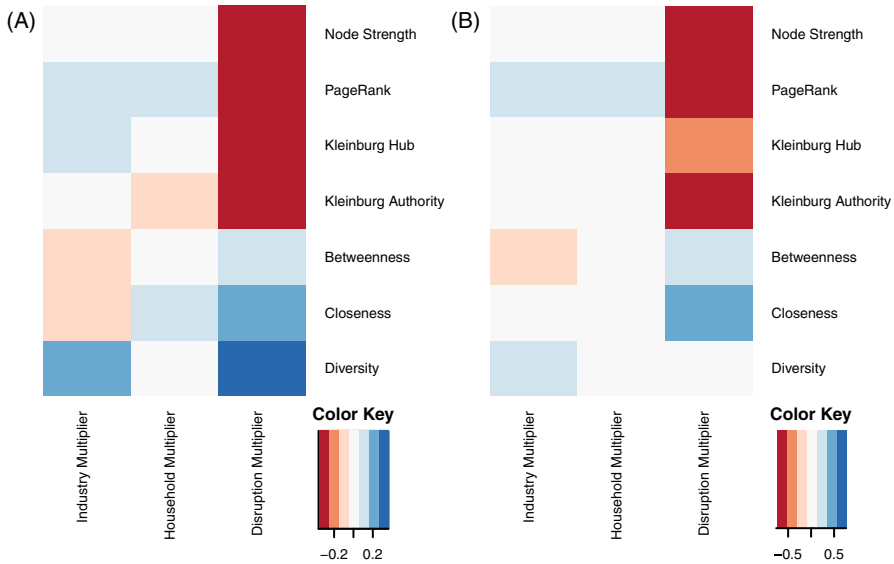 (A)
Node Strength
PageRank
Kleinburg Hub
Kleinburg Authority
Betweenness
Closeness
Diversity
Industry Multiplier
Household Multiplier
Disruption Multiplier
Color Key
−0.2 0.2
(B)
Node Strength
PageRank
Kleinburg Hub
Kleinburg Authority
Betweenness
Closeness
Diversity
Industry Multiplier
Household Multiplier
Disruption Multiplier
Color Key
−0.5 0.5